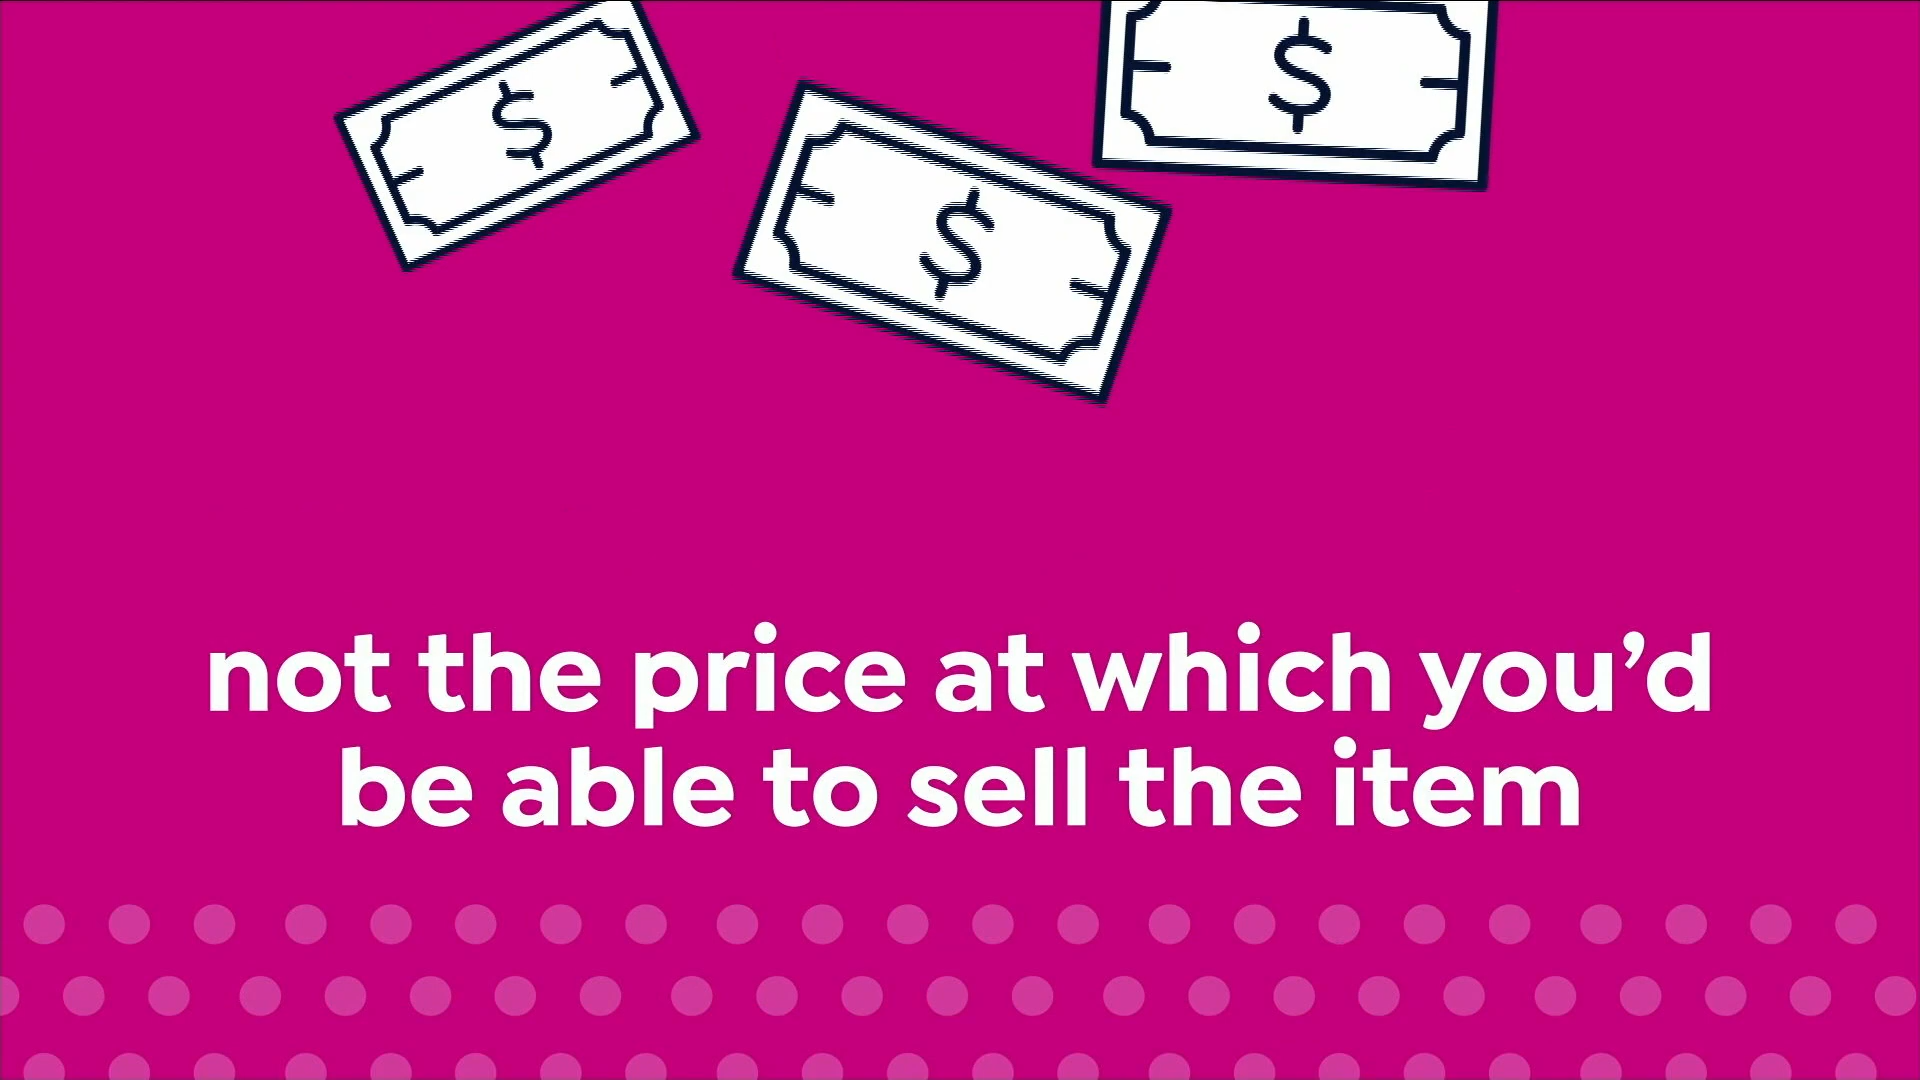 $
$
$
not the price at which you’d
be able to sell the item